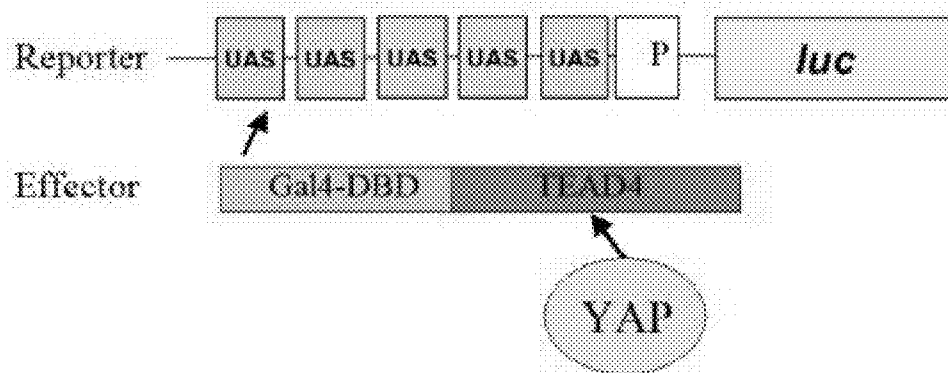 Reporter UAS UAS UAS UAS UAS P luc
Effector Gal4-DBD TEAD4
YAP